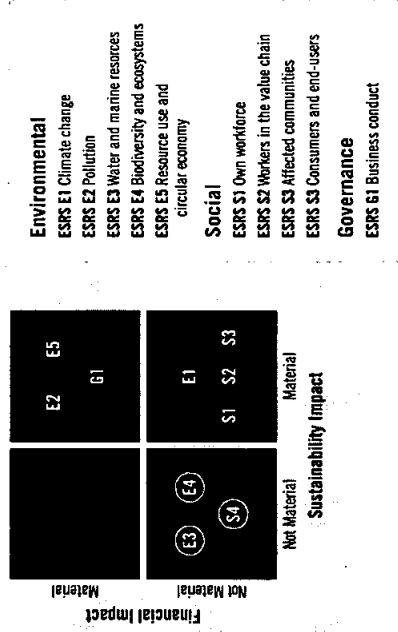 Financial Impact
Material
Not Material
E2
E5
G1
E3
E4
S4
E1
S1
S2
S3
Not Material
Material
Sustainability Impact
Environmental
ESRS E1 Climate change
ESRS E2 Pollution
ESRS E3 Water and marine resorces
ESRS E4 Biodiversity and ecosystems
ESRS E5 Resource use and
circular economy
Social
ESRS S1 Own workforce
ESRS S2 Workers in the value chain
ESRS S3 Affected communities
ESRS S3 Consumers and end-users
Governance
ESRS G1 Business conduct